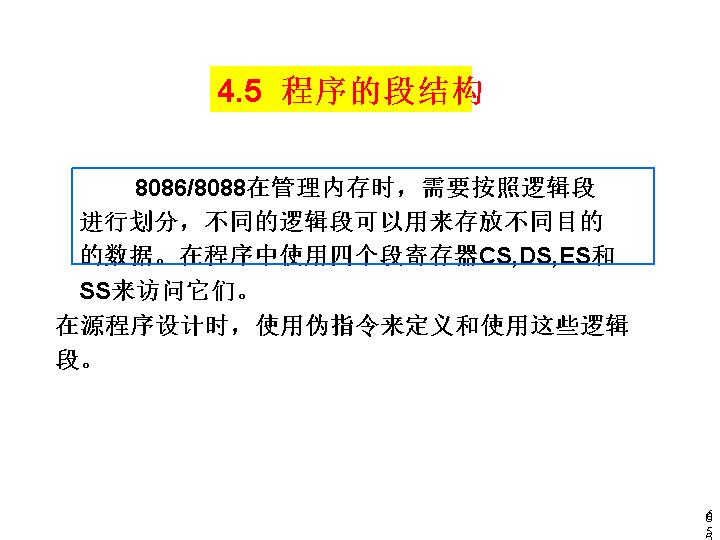 4.5 程序的段结构
8086/8088在管理内存时，需要按照逻辑段
进行划分，不同的逻辑段可以用来存放不同目的
的数据。在程序中使用四个段寄存器CS,DS,ES和
SS来访问它们。
在源程序设计时，使用伪指令来定义和使用这些逻辑
段。